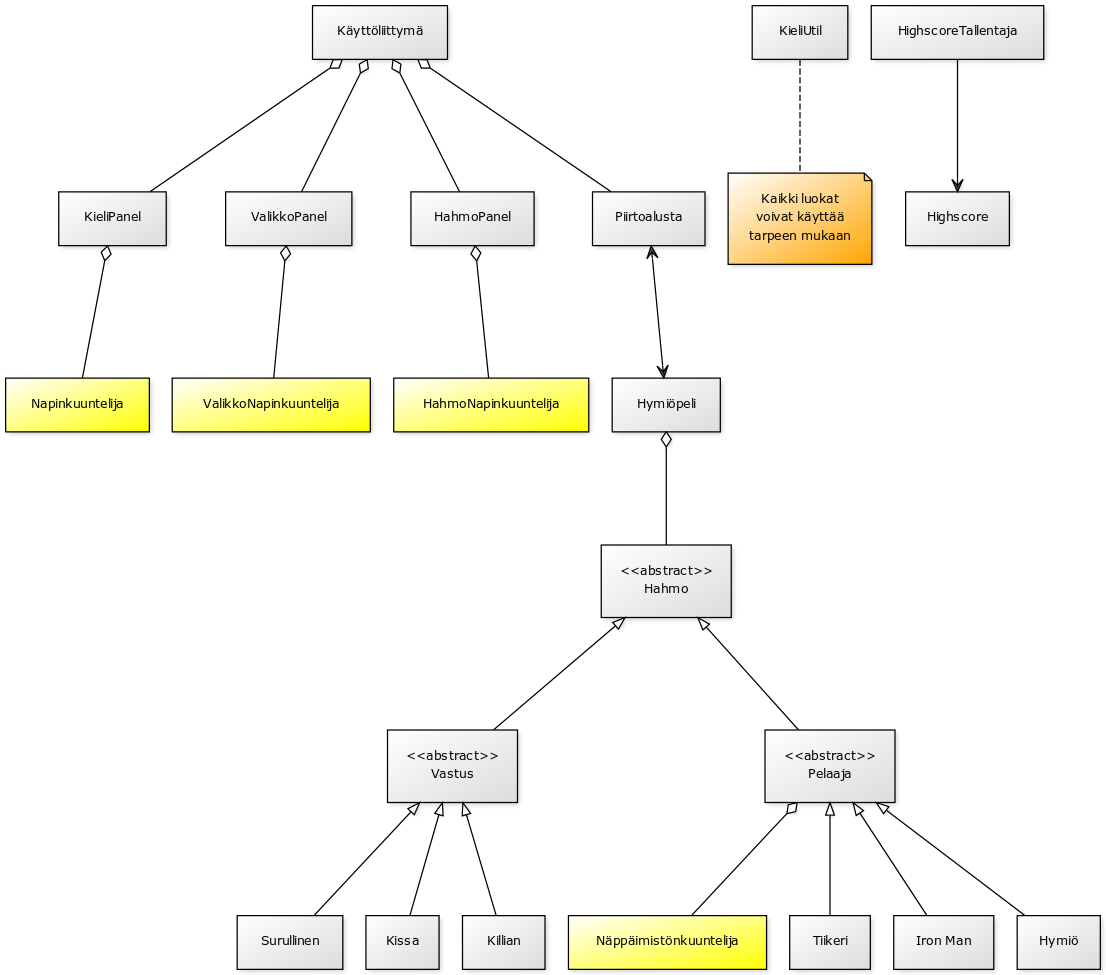 Käyttöliittymä
KieliUtil
HighscoreTallentaja
KieliPanel
ValikkoPanel
HahmoPanel
Piirtoalusta
Kaikki luokat
voivat käyttää
tarpeen mukaan
Highscore
Napinkuuntelija
ValikkoNapinkuuntelija
HahmoNapinkuuntelija
Hymiöpeli
<<abstract>>
Hahmo
<<abstract>>
Vastus
<<abstract>>
Pelaaja
Surullinen
Kissa
Killian
Näppäimistönkuuntelija
Tiikeri
Iron Man
Hymiö